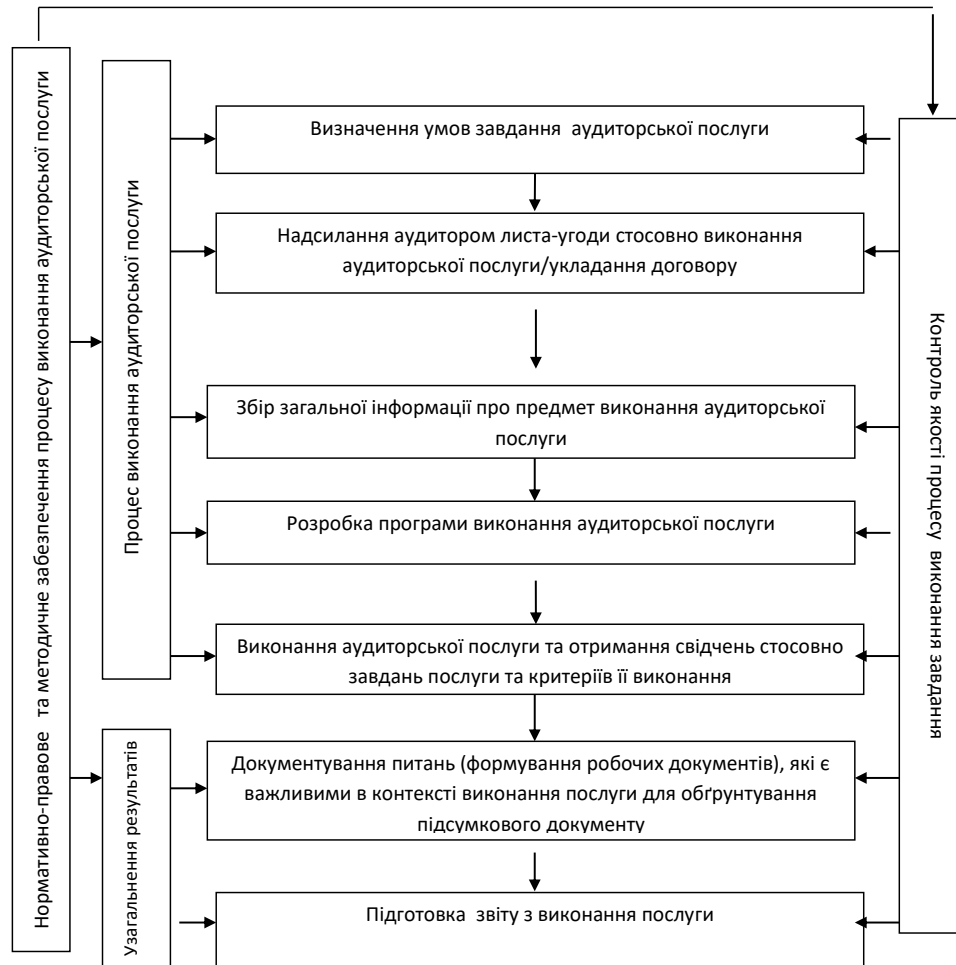 Нормативно-правове та методичне забезпечення процесу виконання аудиторської послуги
Процес виконання аудиторської послуги
Визначення умов завдання аудиторської послуги
Надсилання аудитором листа-угоди стосовно виконання
аудиторської послуги/укладання договору
Збір загальної інформації про предмет виконання аудиторської
послуги
Розробка програми виконання аудиторської послуги
Виконання аудиторської послуги та отримання свідчень стосовно
завдань послуги та критеріїв її виконання
Узагальнення результатів
Документування питань (формування робочих документів), які є
важливими в контексті виконання послуги для обґрунтування
підсумкового документу
Підготовка звіту з виконання послуги
Контроль якості процесу виконання завдання